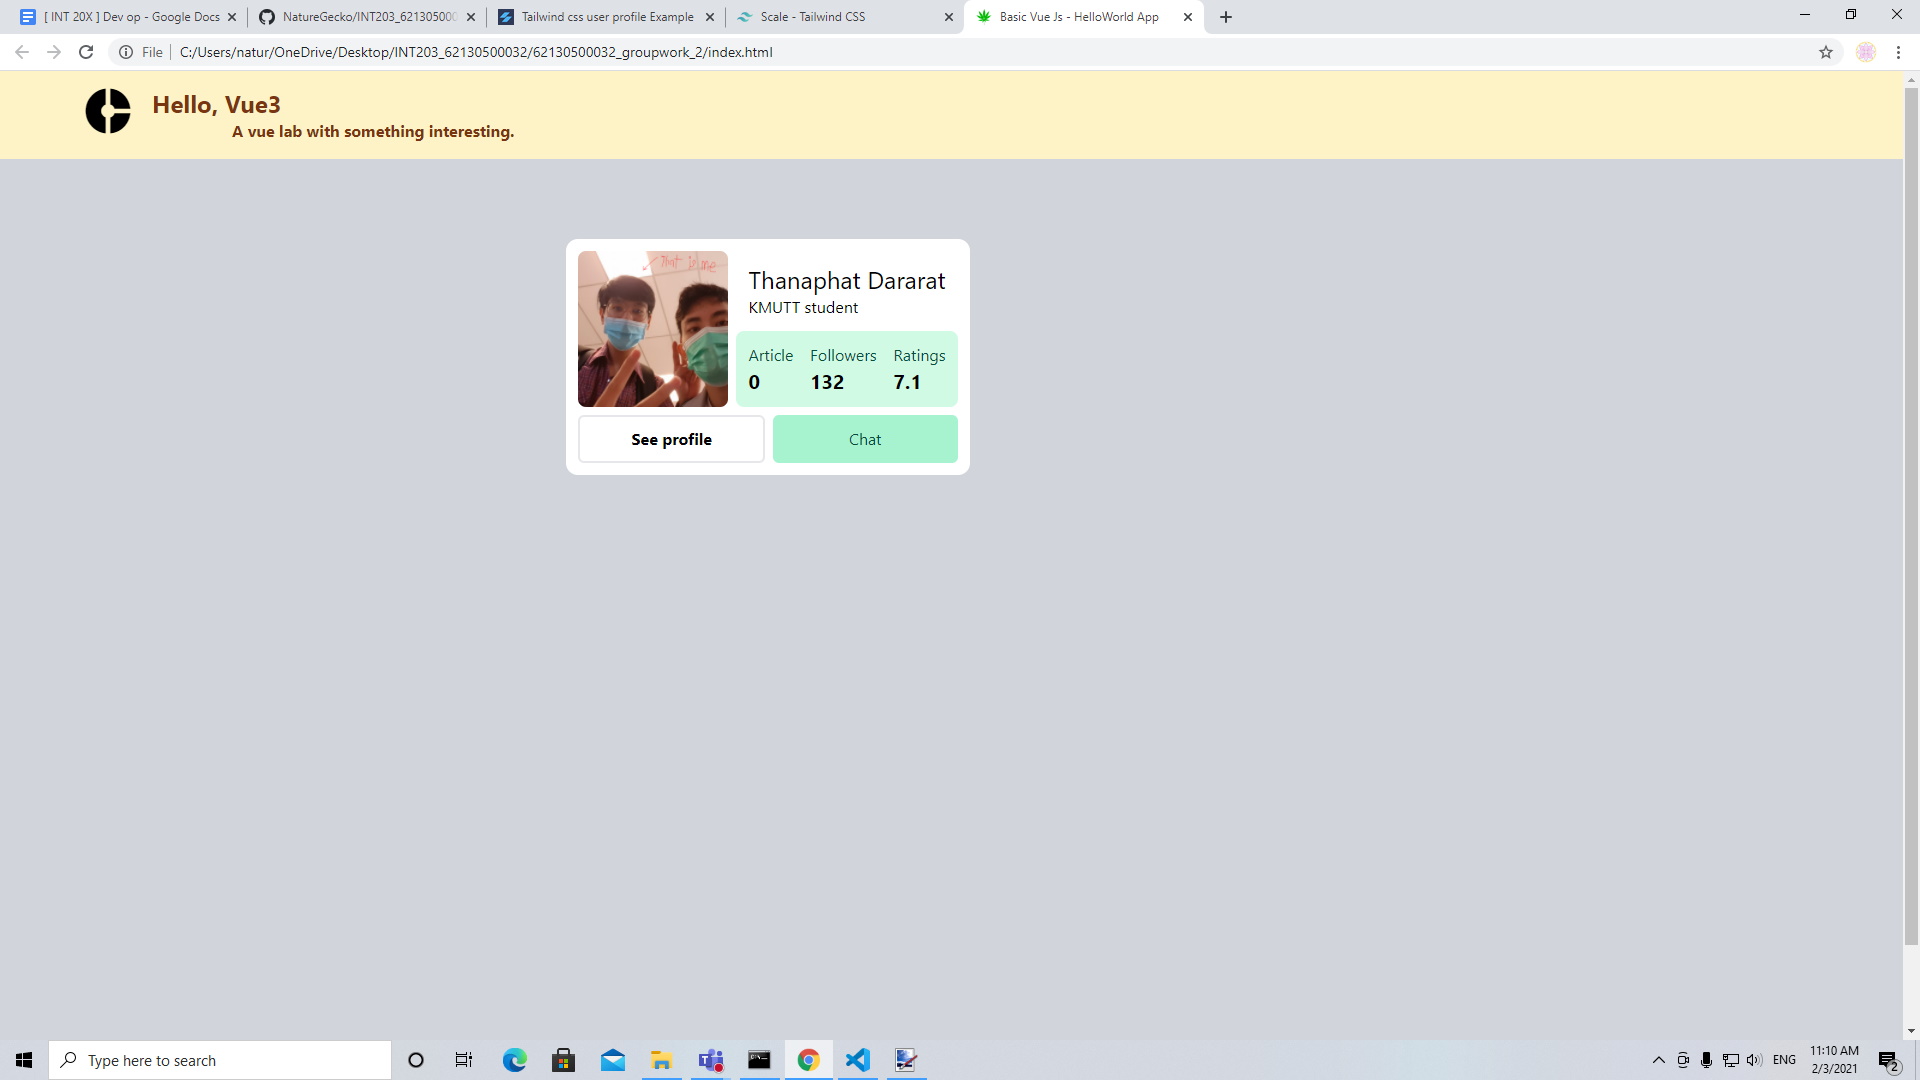 [ INT 20X ] Dev op - Google Docs
NatureGecko/INT203_621305000
Tailwind css user profile Example
Scale - Tailwind CSS
Basic Vue Js - HelloWorld App
File
C:/Users/natur/OneDrive/Desktop/INT203_62130500032/62130500032_groupwork_2/index.html
Hello, Vue3
A vue lab with something interesting.
That is me
Thanaphat Dararat
KMUTT student
Article Followers Ratings
0 132 7.1
See profile
Chat
Type here to search
ENG
11:10 AM
2/3/2021
2